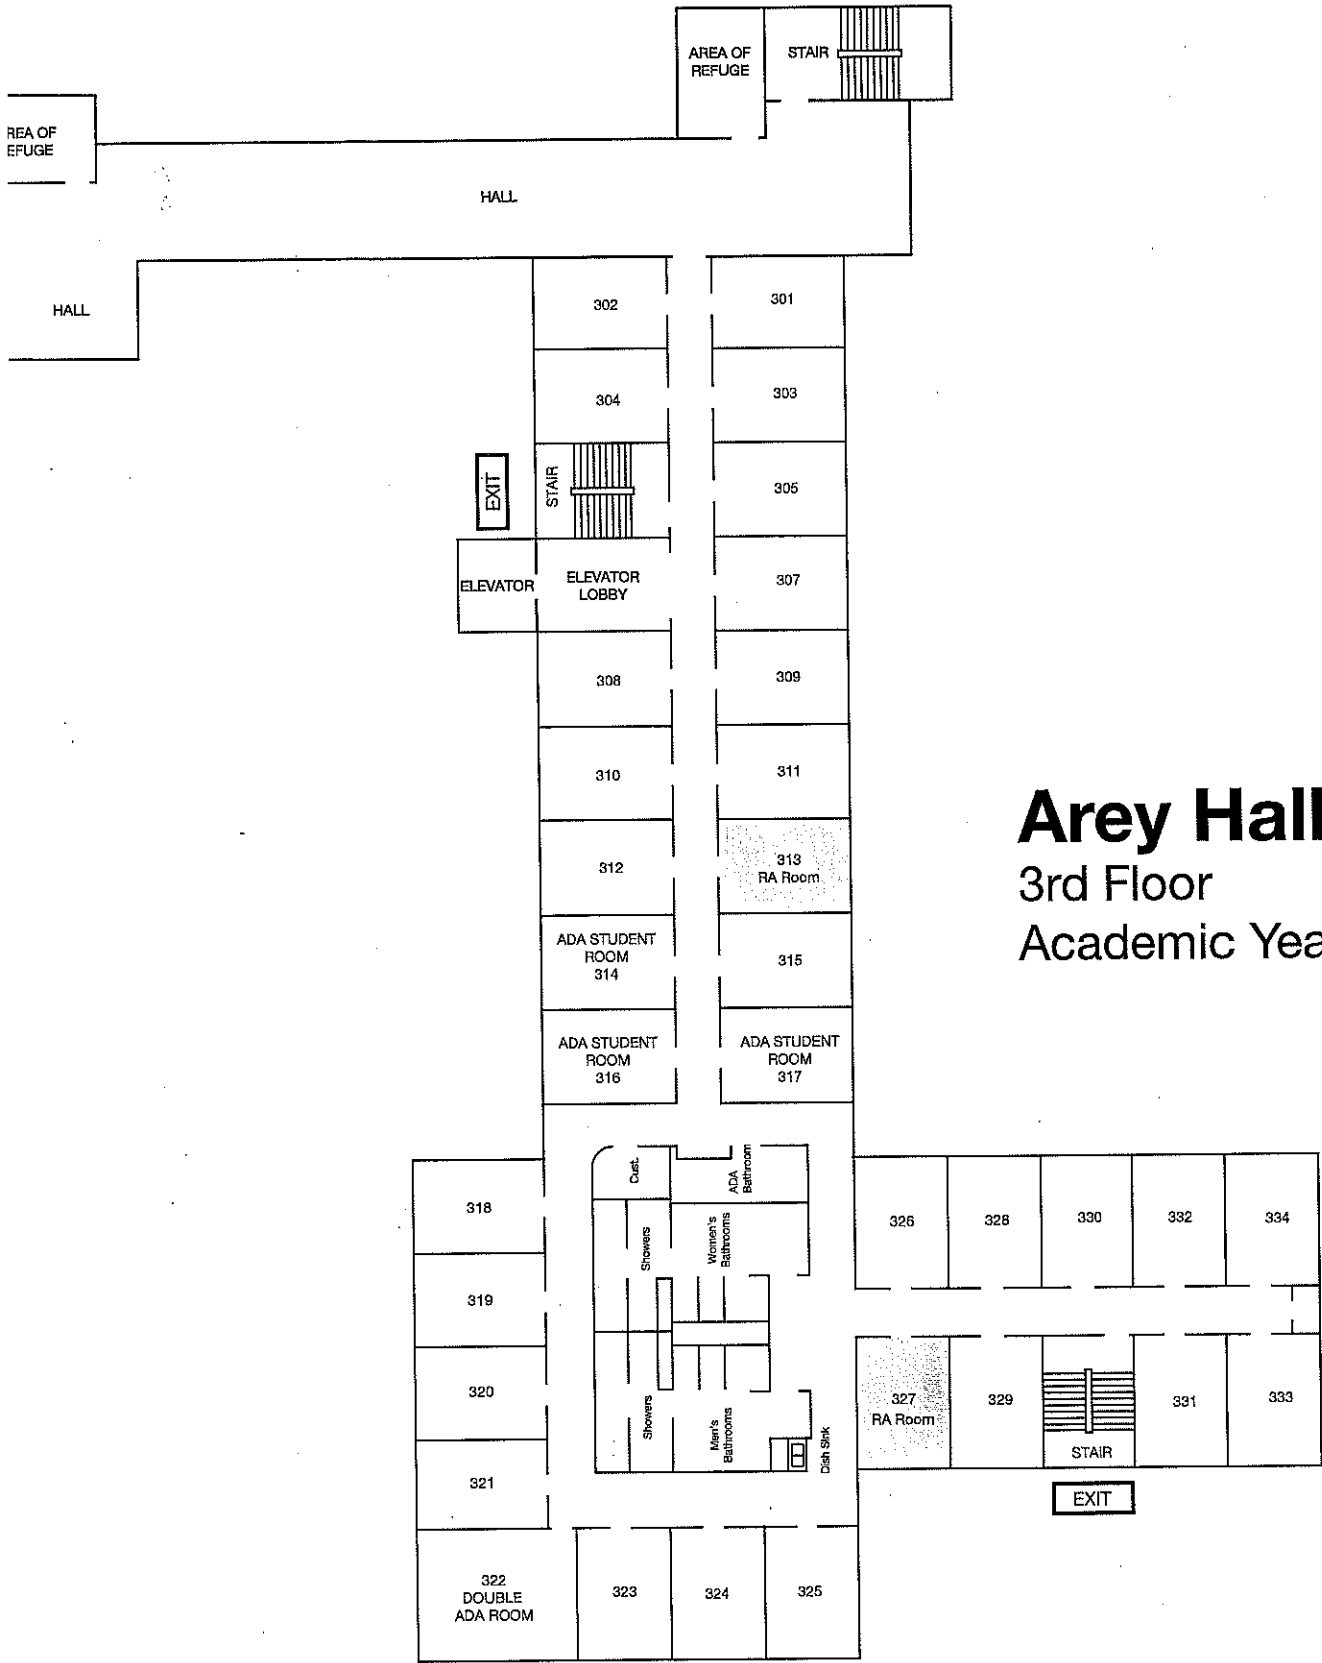 AREA OF
REFUGE
STAIR
REA OF
EFUGE
HALL
HALL
302
301
304
303
EXIT
STAIR
305
ELEVATOR
ELEVATOR
LOBBY
307
308
309
310
311
312
313
RA Room
Arey Hall
3rd Floor
Academic Yea
ADA STUDENT
ROOM
314
315
ADA STUDENT
ROOM
316
ADA STUDENT
ROOM
317
Cust.
ADA
Bathroom
318
Showers
Women's
Bathrooms
326
328
330
332
334
319
320
Showers
Men's
Bathrooms
Dish Sink
327
RA Room
329
STAIR
331
333
321
EXIT
322
DOUBLE
ADA ROOM
323
324
325